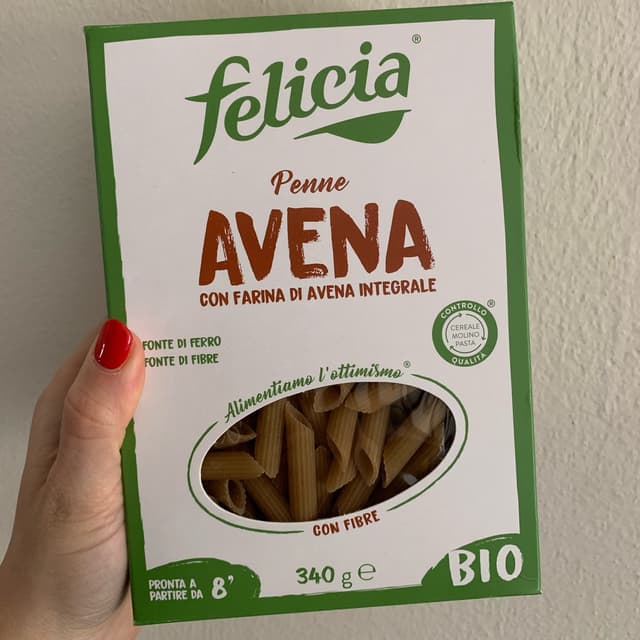 felicia®
Penne
AVENA
CON FARINA DI AVENA INTEGRALE
CONTROLLO®
CEREALE
MOLINO
PASTA
QUALITÀ
FONTE DI FERRO
FONTE DI FIBRE
Alimentiamo l'ottimismo®
CON FIBRE
PRONTA A
PARTIRE DA 8'
340 g e
BIO